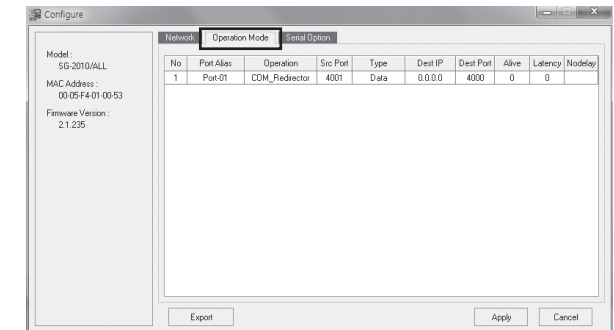 Configure
Network Operation Mode Serial Option
Model :
SG-2010/ALL
MAC Address :
00-05-F4-01-00-53
Firmware Version :
2.1.235
No Port Alias Operation Src Port Type Dest IP Dest Port Alive Latency Nodelay
1 Port-01 COM_Redirector 4001 Data 0.0.0.0 4000 0 0
Export Apply Cancel